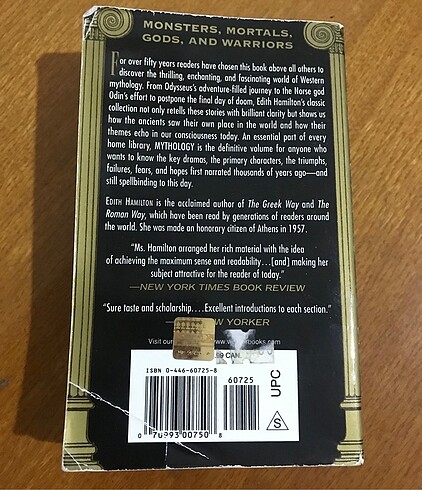 MONSTERS, MORTALS,
GODS, AND WARRIORS
For over fifty years readers have chosen this book above all others to
discover the thrilling, enchanting, and fascinating world of Western
mythology. From Odysseus's adventure-filled journey to the Norse god
Odin's effort to postpone the final day of doom, Edith Hamilton's classic
collection not only retells these stories with brilliant clarity but shows us
how the ancients saw their own place in the world and how their
themes echo in our consciousness today. An essential part of every
home library, MYTHOLOGY is the definitive volume for anyone who
wants to know the key dramas, the primary characters, the triumphs,
failures, fears, and hopes first narrated thousands of years ago—and
still spellbinding to this day.
EDITH HAMILTON is the acclaimed author of The Greek Way and The
Roman Way, which have been read by generations of readers around
the world. She was made an honorary citizen of Athens in 1957.
"Ms. Hamilton arranged her rich material with the idea
of achieving the maximum sense and readability...[and] making her
subject attractive for the reader of today."
—NEW YORK TIMES BOOK REVIEW
"Sure taste and scholarship....Excellent introductions to each section."
YORKER
Visit our
CAN.
ISBN 0-446-60725-8
60725
UPC
S
0 70993 00750 8